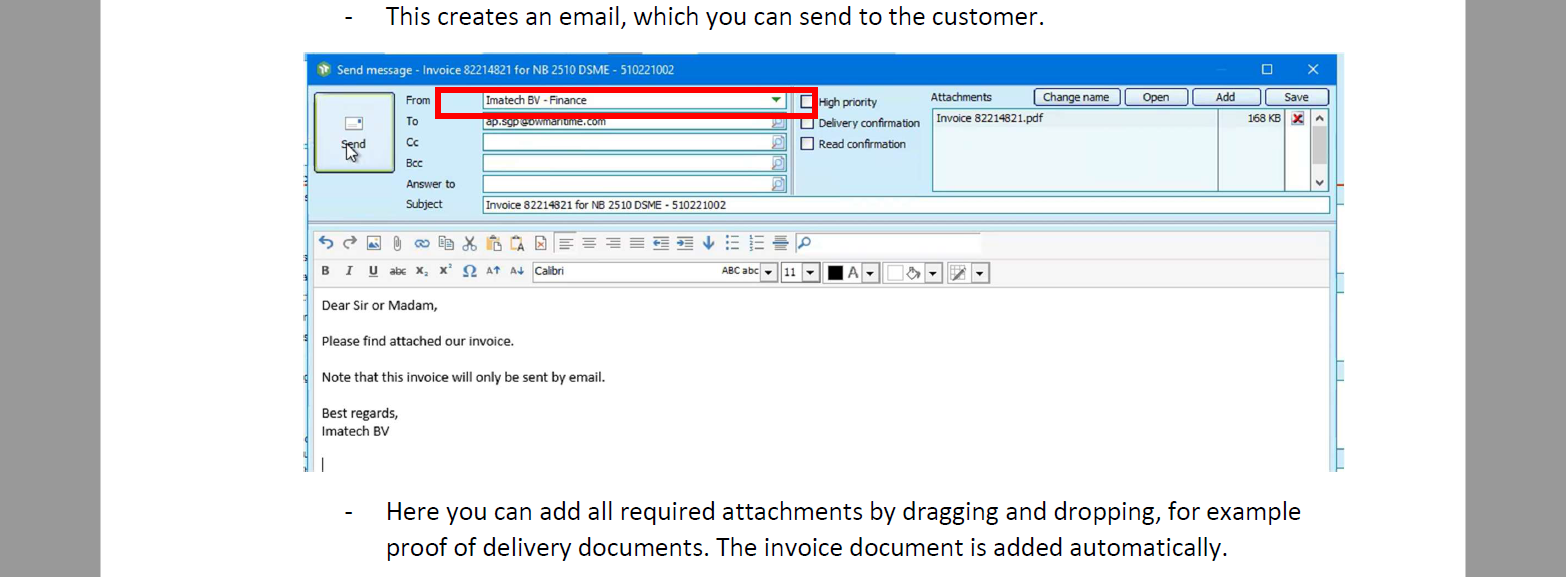 - This creates an email, which you can send to the customer.
Send message - Invoice 82214821 for NB 2510 DSME - 510221002
Send
From Imatech BV - Finance
To ap.sgp@bwmaritime.com
Cc
Bcc
Answer to
Subject Invoice 82214821 for NB 2510 DSME - 510221002
High priority
Delivery confirmation
Read confirmation
Attachments Change name Open Add Save
Invoice 82214821.pdf 168 KB
B I U abc X₂ X² Ω A A Calibri ABC abc 11 A
Dear Sir or Madam,
Please find attached our invoice.
Note that this invoice will only be sent by email.
Best regards,
Imatech BV
- Here you can add all required attachments by dragging and dropping, for example
proof of delivery documents. The invoice document is added automatically.